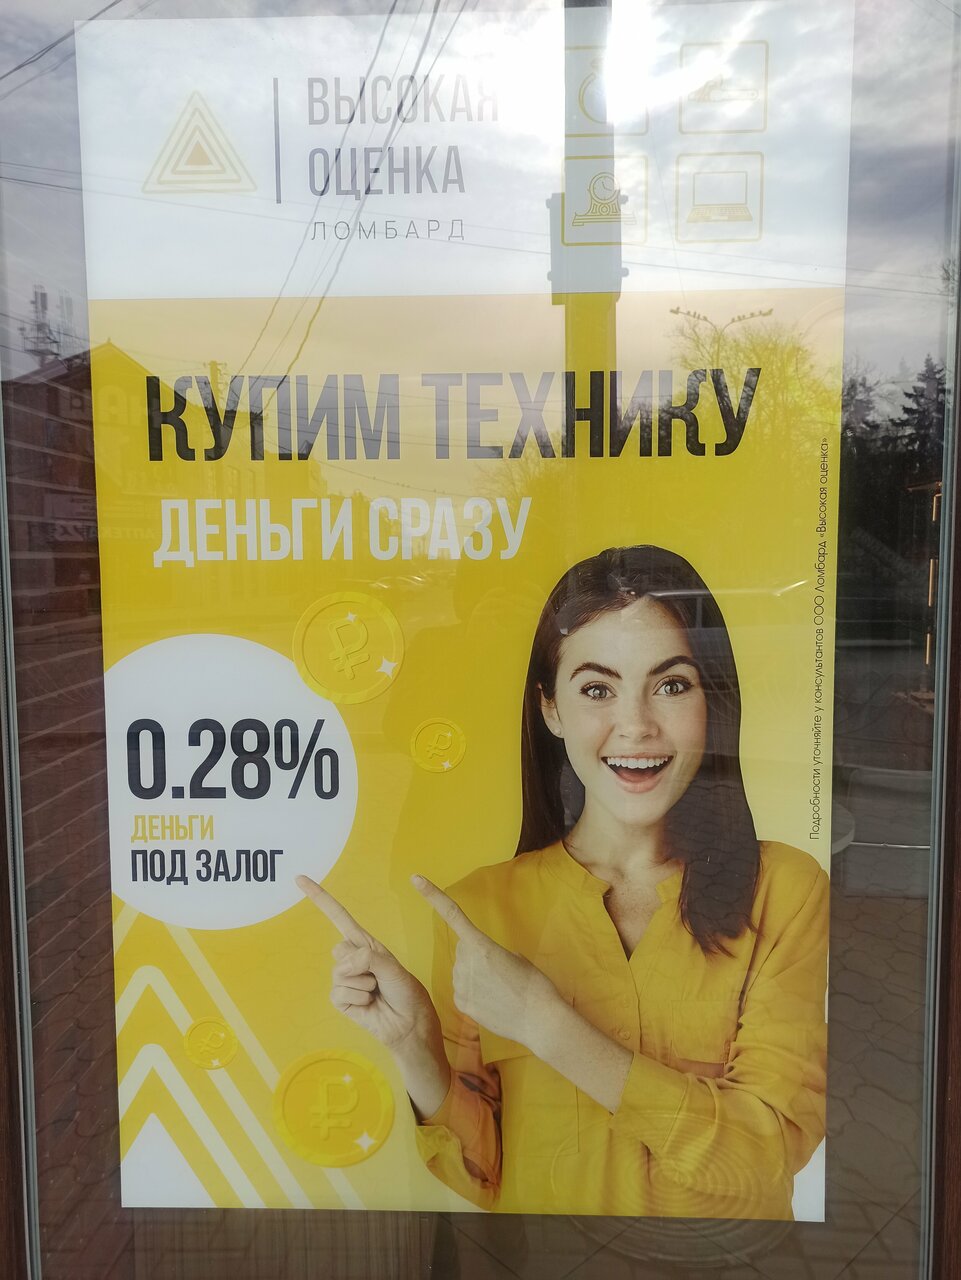 ВЫСОКАЯ
ОЦЕНКА
ЛОМБАРД
КУПИМ ТЕХНИКУ
ДЕНЬГИ СРАЗУ
0.28%
ДЕНЬГИ
ПОД ЗАЛОГ
Подробности уточняйте у консультантов ООО Ломбард «Высокая оценка»